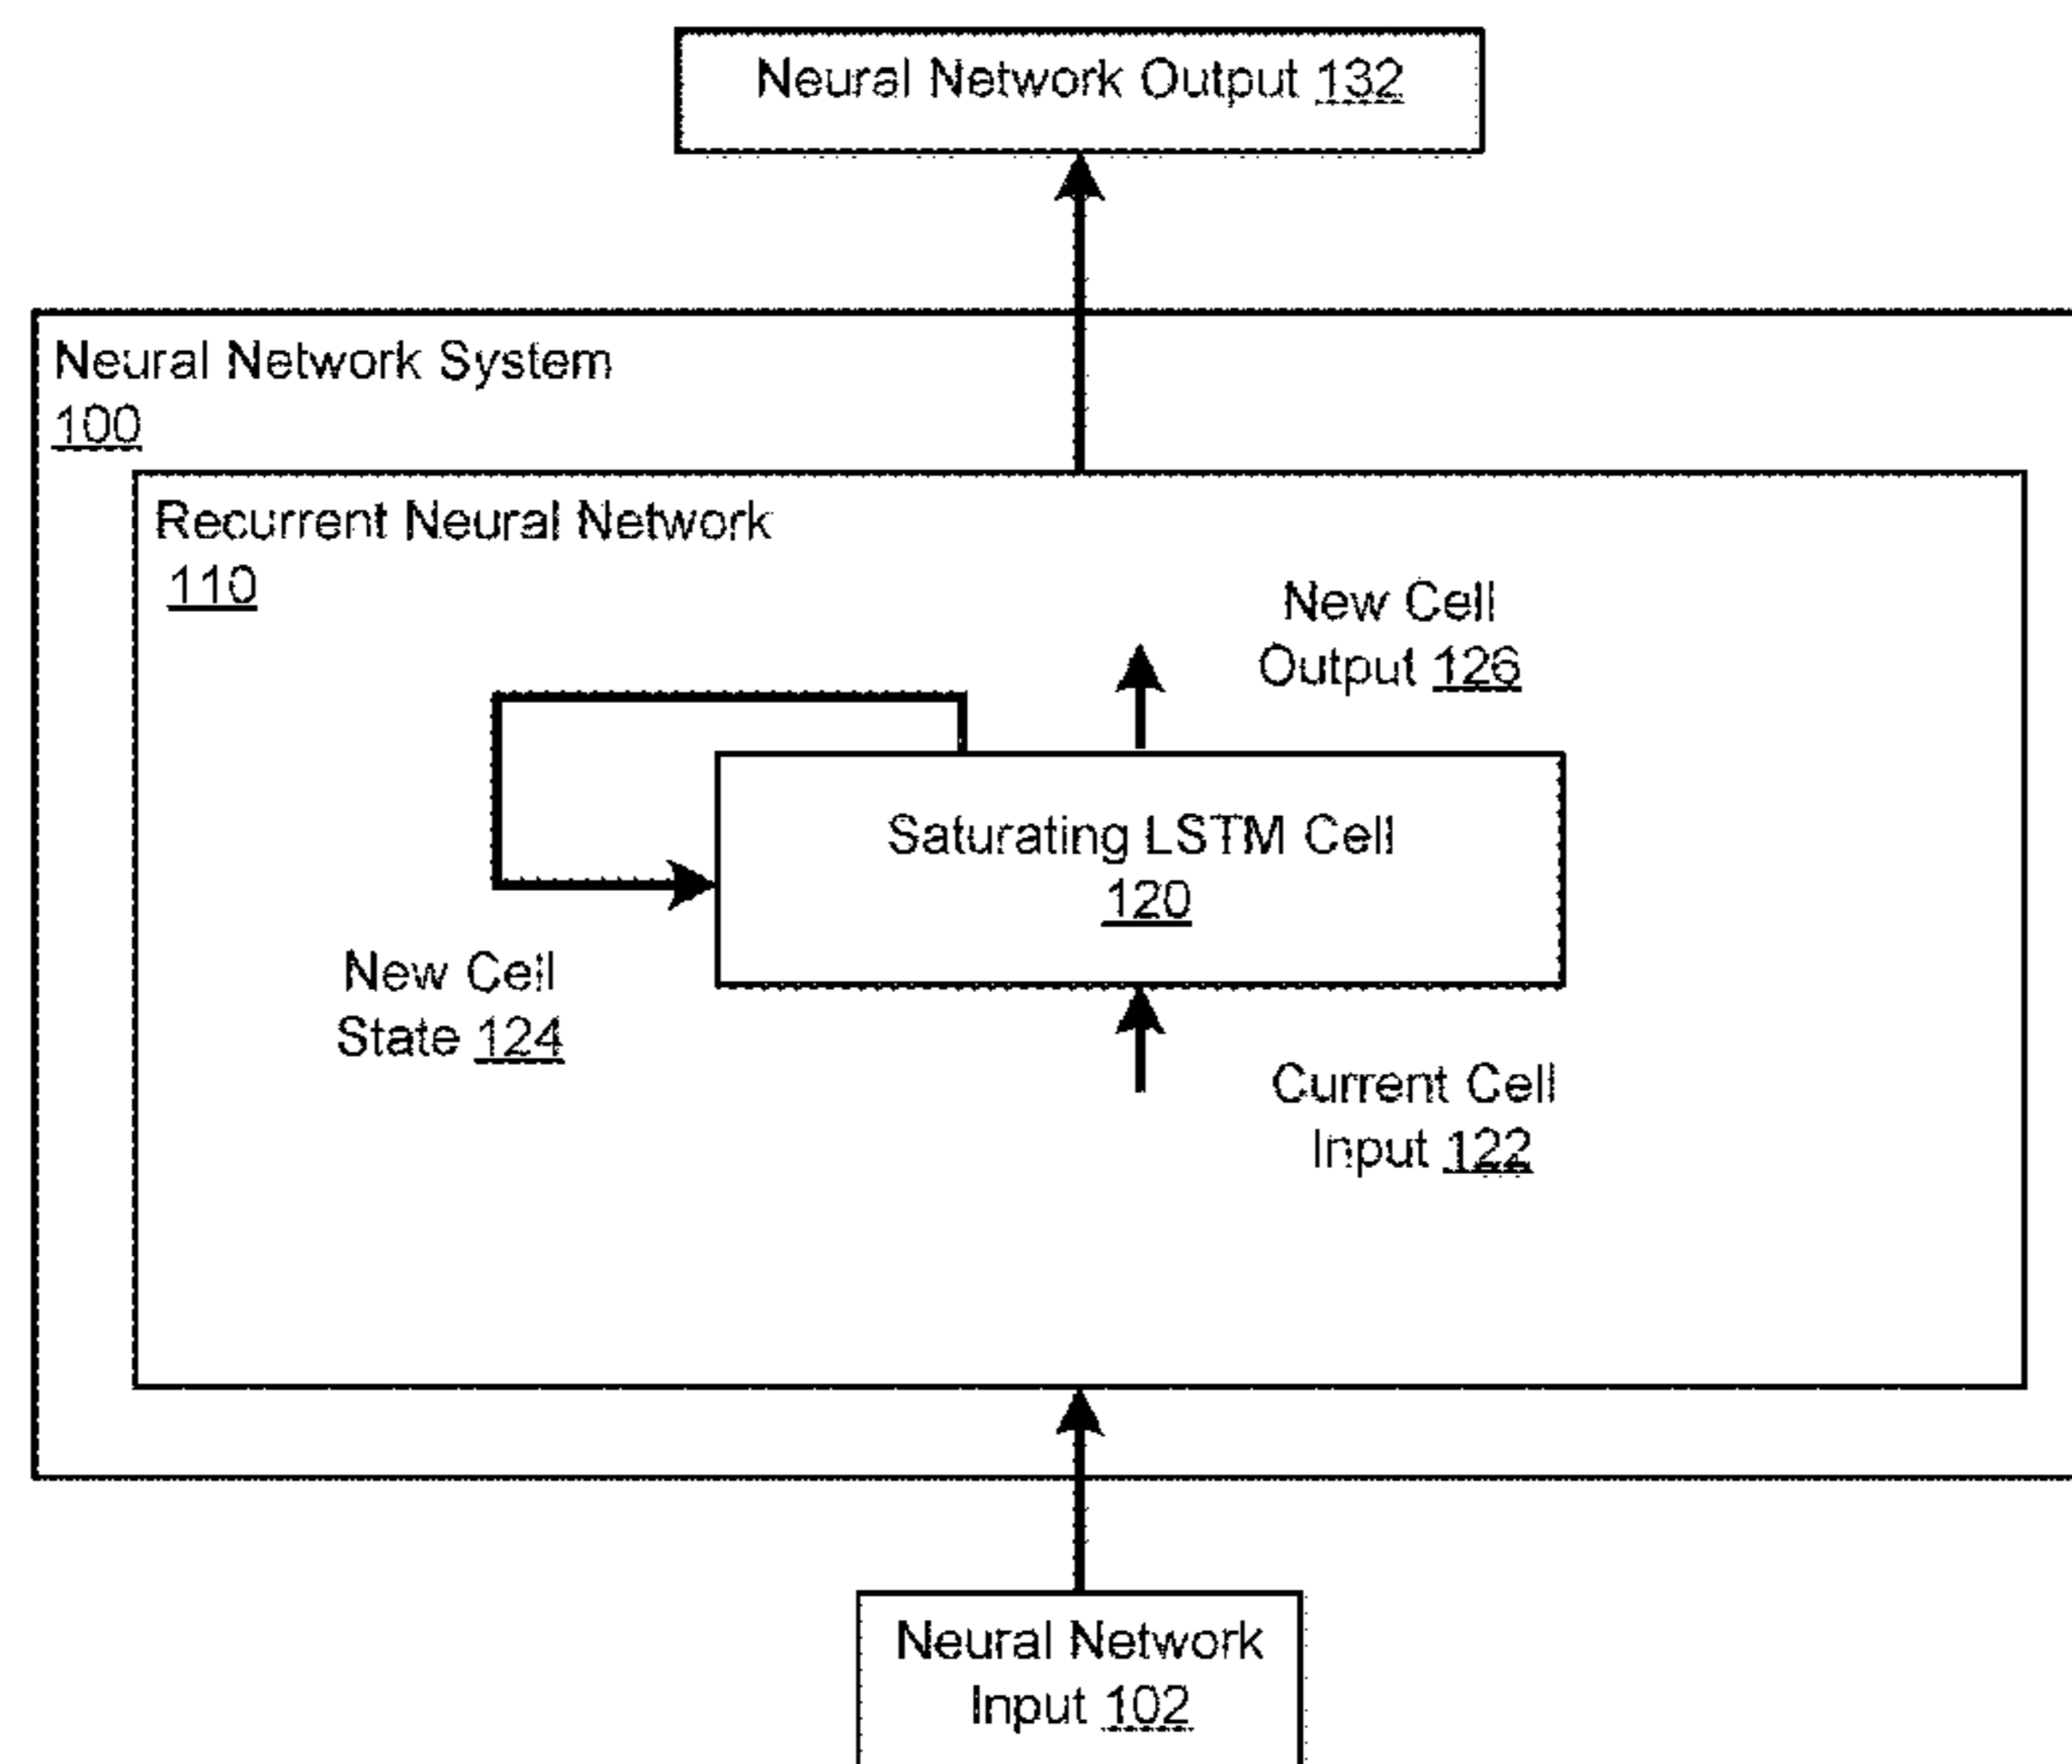 Neural Network Output 132
Neural Network System
100
Recurrent Neural Network
110
New Cell
Output 126
Saturating LSTM Cell
120
New Cell
State 124
Current Cell
Input 122
Neural Network
Input 102